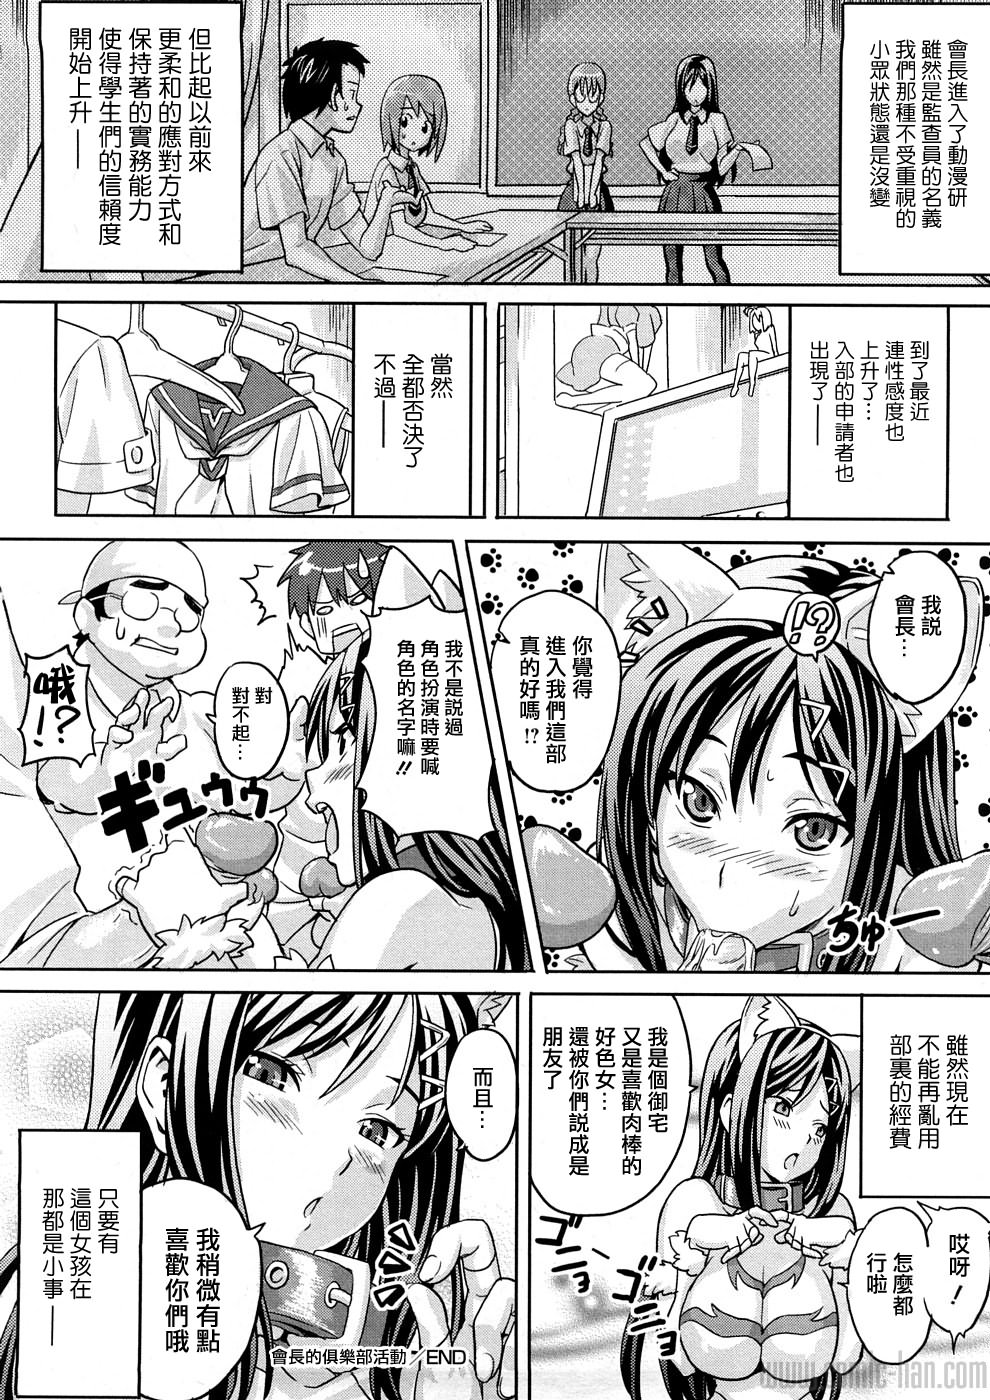 會長進入了動漫研
雖然是監查員的名義
我們那種不受重視的
小眾狀態還是沒變
但比起以前來
更柔和的應對方式和
保持著的實務能力
使得學生們的信賴度
開始上升——
到了最近
連性感度也
上升了…
入部的申請者也
出現了——
當然
全都否決了
不過——
我說
會長…
!?
你覺得
進入我們這部
真的好嗎!?
ちゅー
我不是說過
角色扮演時要喊
角色的名字嘛!!
對
對不起…
哦!?
ギュウゥゥ
雖然現在
不能再亂用
部裏的經費
哎呀!
怎麼都
行啦
我是個御宅
又是喜歡肉棒的
好色女…
還被你們說成是
朋友了
ゴニョ
ゴニョ
而且…
我稍微有點
喜歡你們哦
只要有
這個女孩在
那都是小事——
會長的俱樂部活動/END